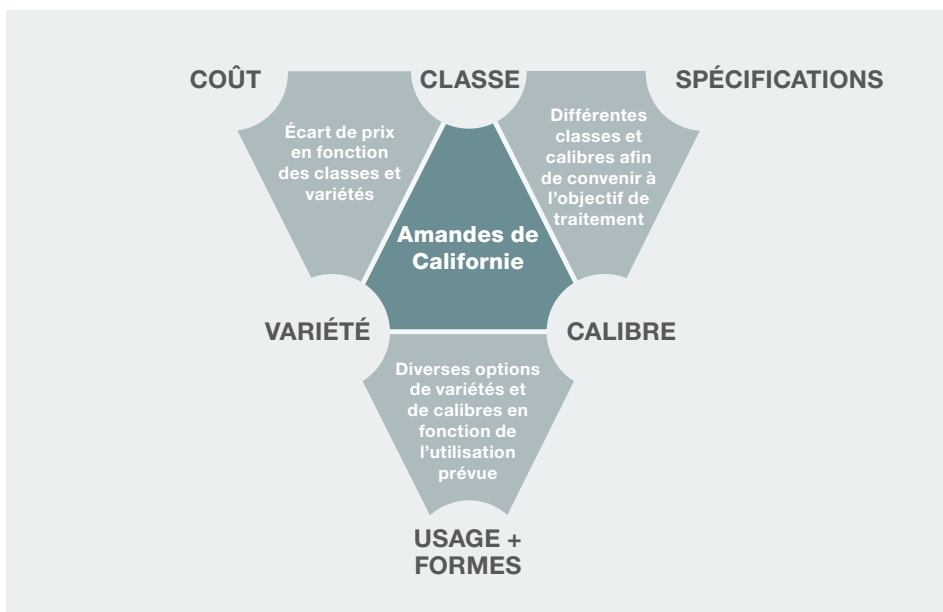 COÛT
CLASSE
SPÉCIFICATIONS
Écart de prix
en fonction
des classes et
variétés
Différentes
classes et
calibres afin
de convenir à
l'objectif de
traitement
Amandes de
Californie
VARIÉTÉ
CALIBRE
Diverses options
de variétés et
de calibres en
fonction de
l'utilisation
prévue
USAGE +
FORMES